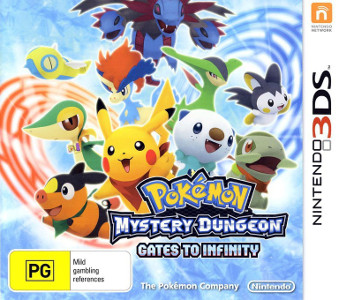 NINTENDO
NETWORK
NINTENDO 3DS
POKÉMON
MYSTERY DUNGEON
GATES TO INFINITY
PG
Mild
gambling
references
The Pokémon Company
Nintendo